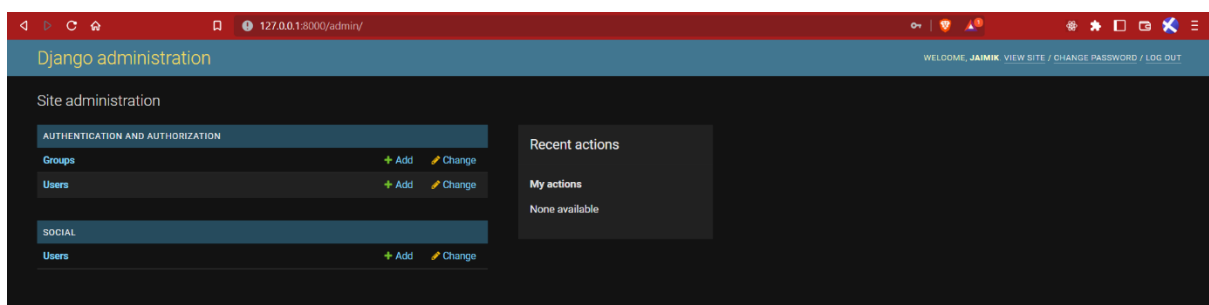 127.0.0.1:8000/admin/
Django administration
WELCOME, JAIMIK. VIEW SITE / CHANGE PASSWORD / LOG OUT
Site administration
AUTHENTICATION AND AUTHORIZATION
Groups + Add Change
Users + Add Change
SOCIAL
Users + Add Change
Recent actions
My actions
None available